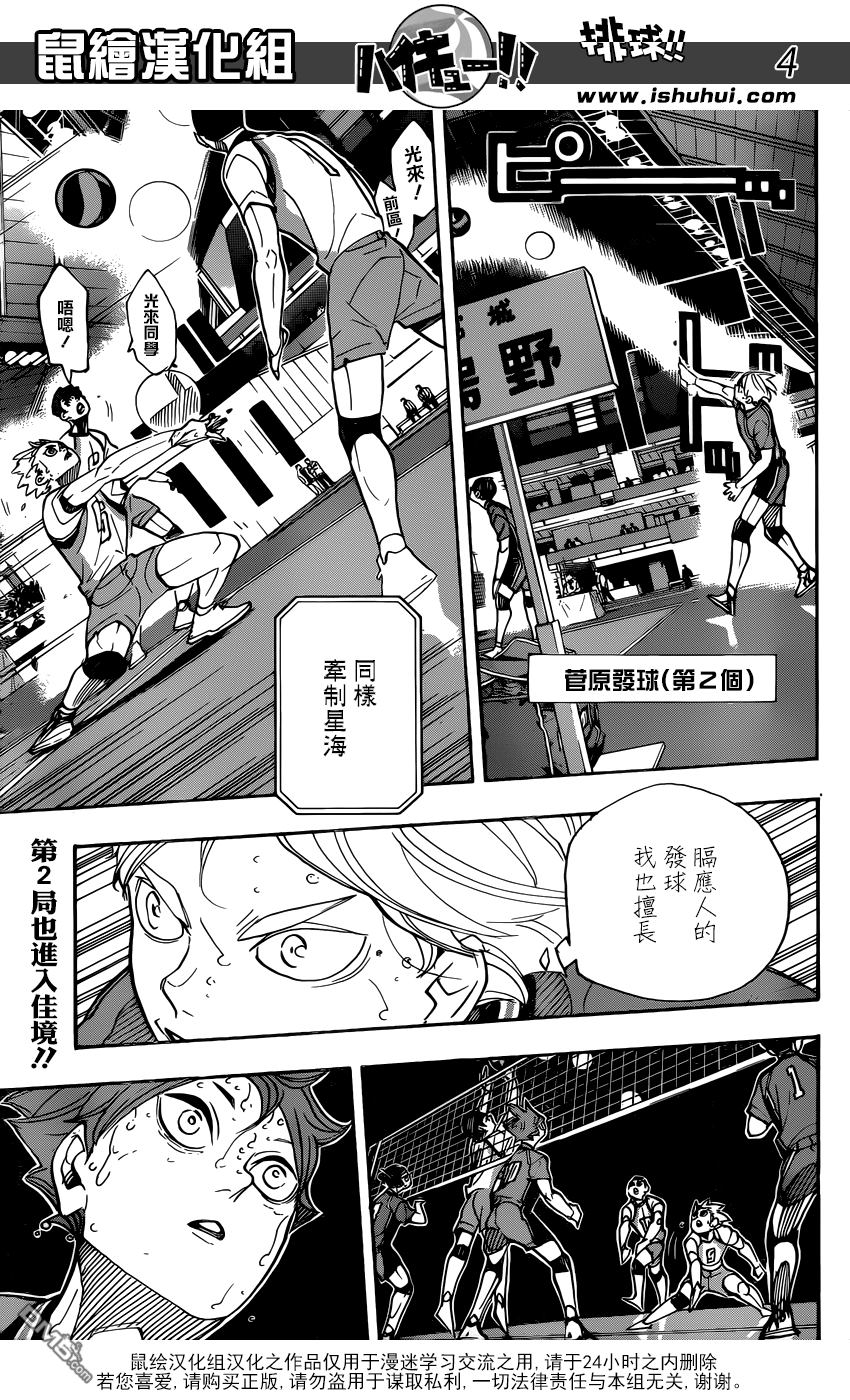 鼠繪漢化組
ハイキュー!!
排球!!
4
www.ishuhui.com
光來!
前區!
光來同學
唔嗯!
城
野
菅原發球(第2個)
同樣
牽制星海
膈應人的
發球
我也擅長
第2局也進入佳境!!
1
鼠绘汉化组汉化之作品仅用于漫迷学习交流之用, 请于24小时之内删除
若您喜爱, 请购买正版, 请勿用于谋取私利, 一切法律责任与本组无关, 谢谢。